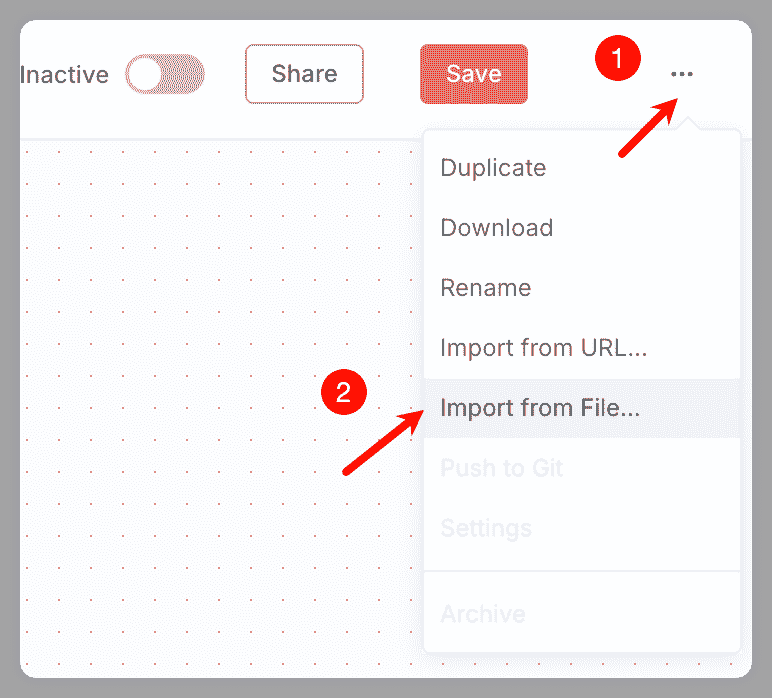 Inactive Share Save 1
Duplicate
Download
Rename
Import from URL...
2
Import from File...
Push to Git
Settings
Archive